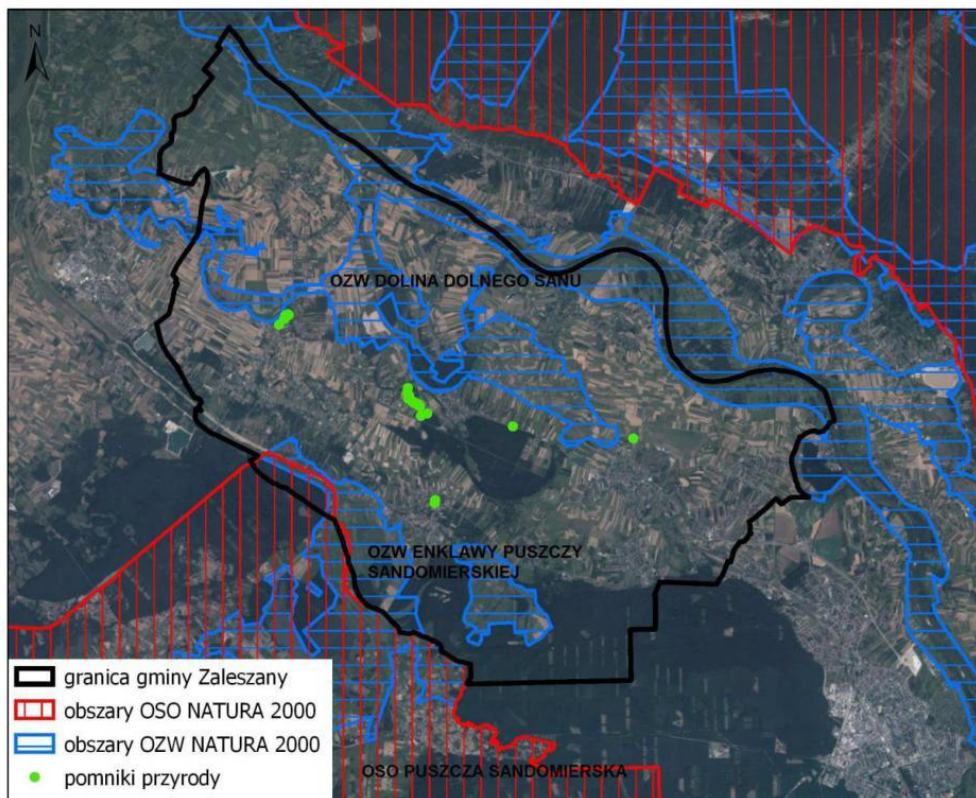 N
OZW DOLINA DOLNEGO SANU
OZW ENKLAWY PUSZCZY
SANDOMIERSKIEJ
granica gminy Zaleszany
obszary OSO NATURA 2000
obszary OZW NATURA 2000
pomniki przyrody
OSO PUSZCZA SANDOMIERSKA